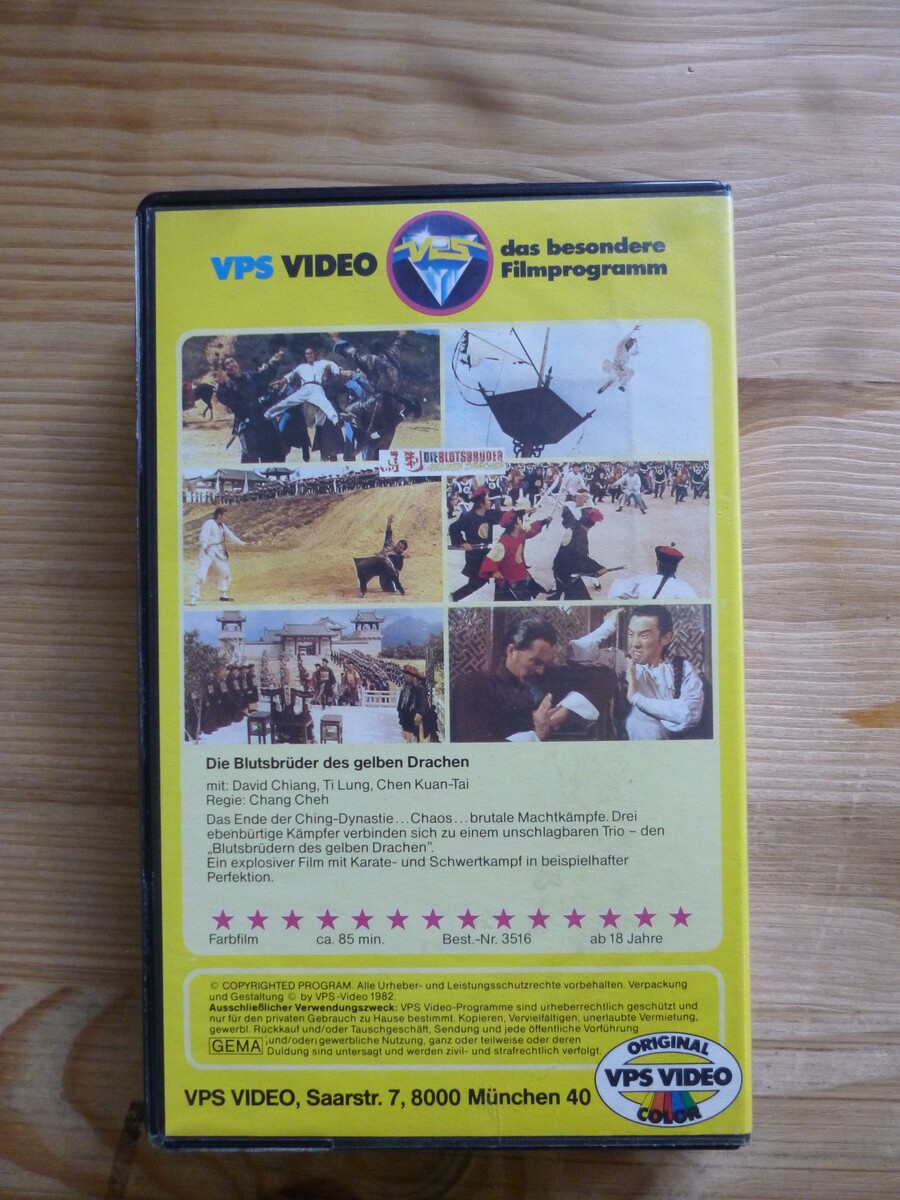 VPS VIDEO
VPS
das besondere
Filmprogramm
DIE BLUTSBRÜDER
GELBEN DRACHEN
Die Blutsbrüder des gelben Drachen
mit: David Chiang, Ti Lung, Chen Kuan-Tai
Regie: Chang Cheh
Das Ende der Ching-Dynastie...Chaos...brutale Machtkämpfe. Drei
ebenbürtige Kämpfer verbinden sich zu einem unschlagbaren Trio – den
„Blutsbrüdern des gelben Drachen”.
Ein explosiver Film mit Karate- und Schwertkampf in beispielhafter
Perfektion.
Farbfilm ca. 85 min. Best.-Nr. 3516 ab 18 Jahre
© COPYRIGHTED PROGRAM. Alle Urheber- und Leistungsschutzrechte vorbehalten. Verpackung
und Gestaltung © by VPS-Video 1982.
Ausschließlicher Verwendungszweck: VPS Video-Programme sind urheberrechtlich geschützt und
nur für den privaten Gebrauch zu Hause bestimmt. Kopieren, Vervielfältigen, unerlaubte Vermietung,
gewerbl. Rückkauf und/oder Tauschgeschäft, Sendung und jede öffentliche Vorführung
GEMA und/oder gewerbliche Nutzung, ganz oder teilweise oder deren
Duldung sind untersagt und werden zivil- und strafrechtlich verfolgt.
VPS VIDEO, Saarstr. 7, 8000 München 40
ORIGINAL
VPS VIDEO
COLOR